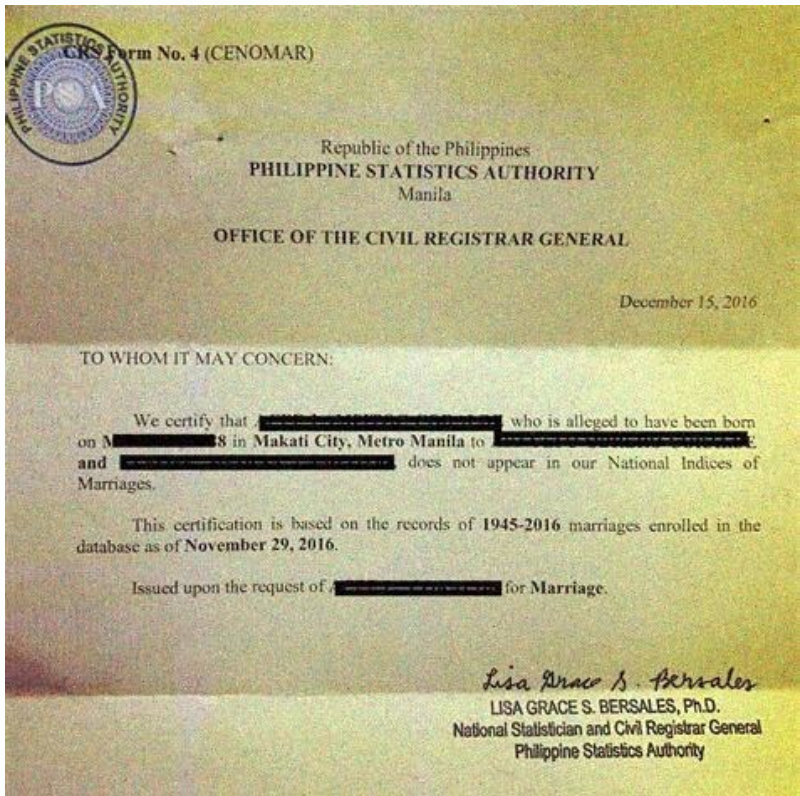 PHILIPPINE STATISTICS AUTHORITY
PSA
CRS Form No. 4 (CENOMAR)
Republic of the Philippines
PHILIPPINE STATISTICS AUTHORITY
Manila
OFFICE OF THE CIVIL REGISTRAR GENERAL
December 15, 2016
TO WHOM IT MAY CONCERN:
We certify that , who is alleged to have been born
on M 8 in Makati City, Metro Manila to E
and , does not appear in our National Indices of
Marriages.
This certification is based on the records of 1945-2016 marriages enrolled in the
database as of November 29, 2016.
Issued upon the request of for Marriage.
Lisa Grace S. Bersales
LISA GRACE S. BERSALES, Ph.D.
National Statistician and Civil Registrar General
Philippine Statistics Authority